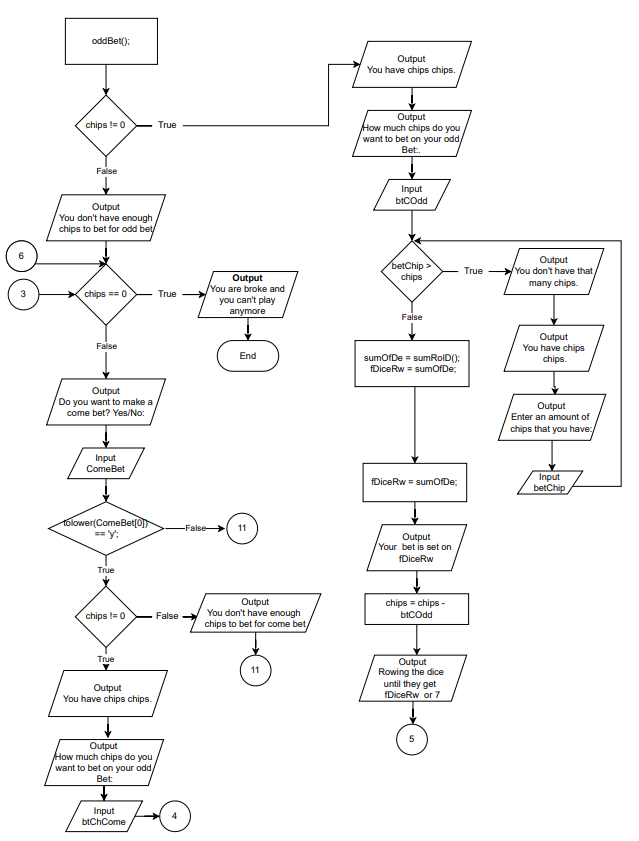 oddBet();
chips != 0
True
False
Output
You don't have enough
chips to bet for odd bet
6
3
chips == 0
True
Output
You are broke and
you can't play
anymore
End
False
Output
Do you want to make a
come bet? Yes/No:
Input
ComeBet
tolower(ComeBet[0])
== 'y';
False
11
True
chips != 0
False
Output
You don't have enough
chips to bet for come bet
11
True
Output
You have chips chips.
Output
How much chips do you
want to bet on your odd
Bet:
Input
btChCome
4
Output
You have chips chips.
Output
How much chips do you
want to bet on your odd
Bet:.
Input
btCOdd
betChip >
chips
True
Output
You don't have that
many chips.
Output
You have chips
chips.
Output
Enter an amount of
chips that you have:
Input
betChip
False
sumOfDe = sumRolD();
fDiceRw = sumOfDe;
fDiceRw = sumOfDe;
Output
Your bet is set on
fDiceRw
chips = chips -
btCOdd
Output
Rowing the dice
until they get
fDiceRw or 7
5